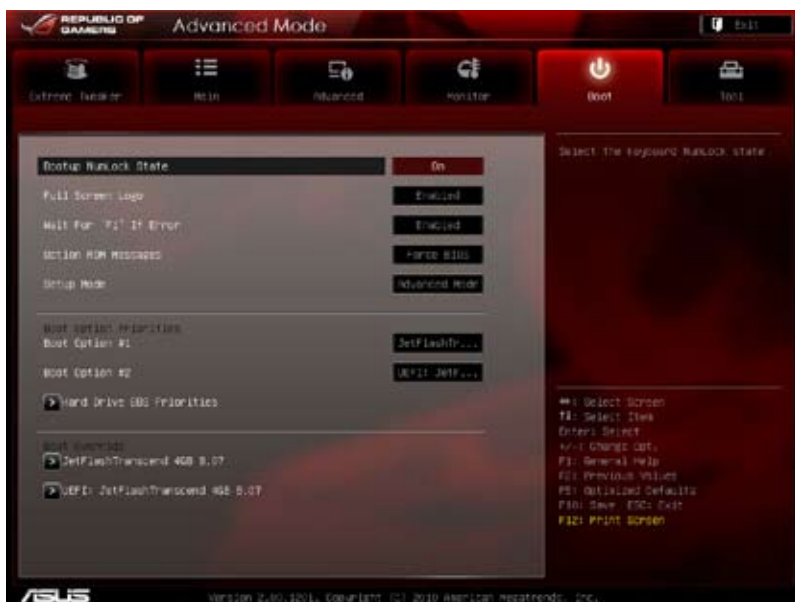 REPUBLIC OF
GAMERS
Advanced Mode
Exit
Extreme Tweaker
Main
Advanced
Monitor
Boot
Tool
Bootup NumLock State
On
Select the keyboard NumLock state.
Full Screen Logo
Enabled
Wait For 'F1' If Error
Enabled
Option ROM Messages
Force BIOS
Setup Mode
Advanced Mode
Boot Option Priorities
Boot Option #1
JetFlashTr...
Boot Option #2
UEFI: JetF...
Hard Drive BBS Priorities
Boot Override
JetFlashTranscend 4GB 8.07
UEFI: JetFlashTranscend 4GB 8.07
→←: Select Screen
↑↓: Select Item
Enter: Select
+/-: Change Opt.
F1: General Help
F2: Previous Values
F5: Optimized Defaults
F10: Save ESC: Exit
F12: Print Screen
ASUS
Version 2.00.1201. Copyright (C) 2010 American Megatrends, Inc.